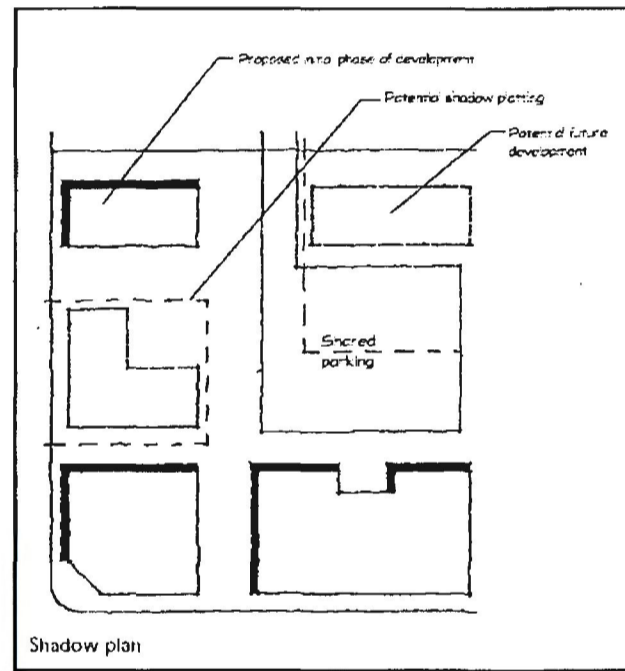 Proposed initial phase of development
Potential shadow platting
Potential future
development
Shared
parking
Shadow plan